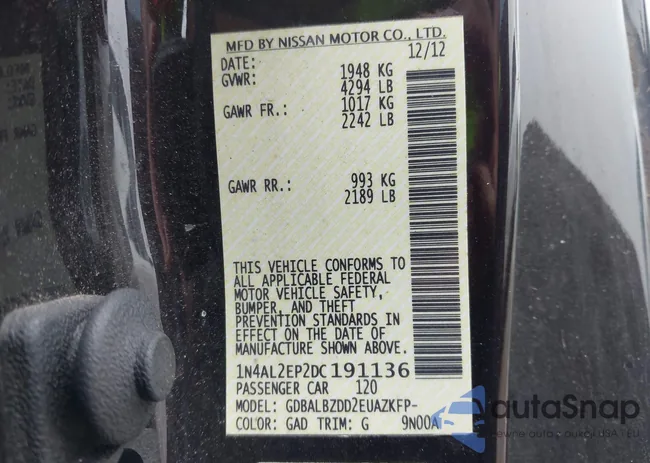 MFD BY NISSAN MOTOR CO., LTD.
DATE: 12/12
GVWR: 1948 KG
4294 LB
GAWR FR.: 1017 KG
2242 LB
GAWR RR.: 993 KG
2189 LB
THIS VEHICLE CONFORMS TO
ALL APPLICABLE FEDERAL
MOTOR VEHICLE SAFETY,
BUMPER, AND THEFT
PREVENTION STANDARDS IN
EFFECT ON THE DATE OF
MANUFACTURE SHOWN ABOVE.
1N4AL2EP2DC191136
PASSENGER CAR 120
MODEL: GDBALBZDD2EUAZKFP-
COLOR: GAD TRIM: G 9N00A
autoSnap